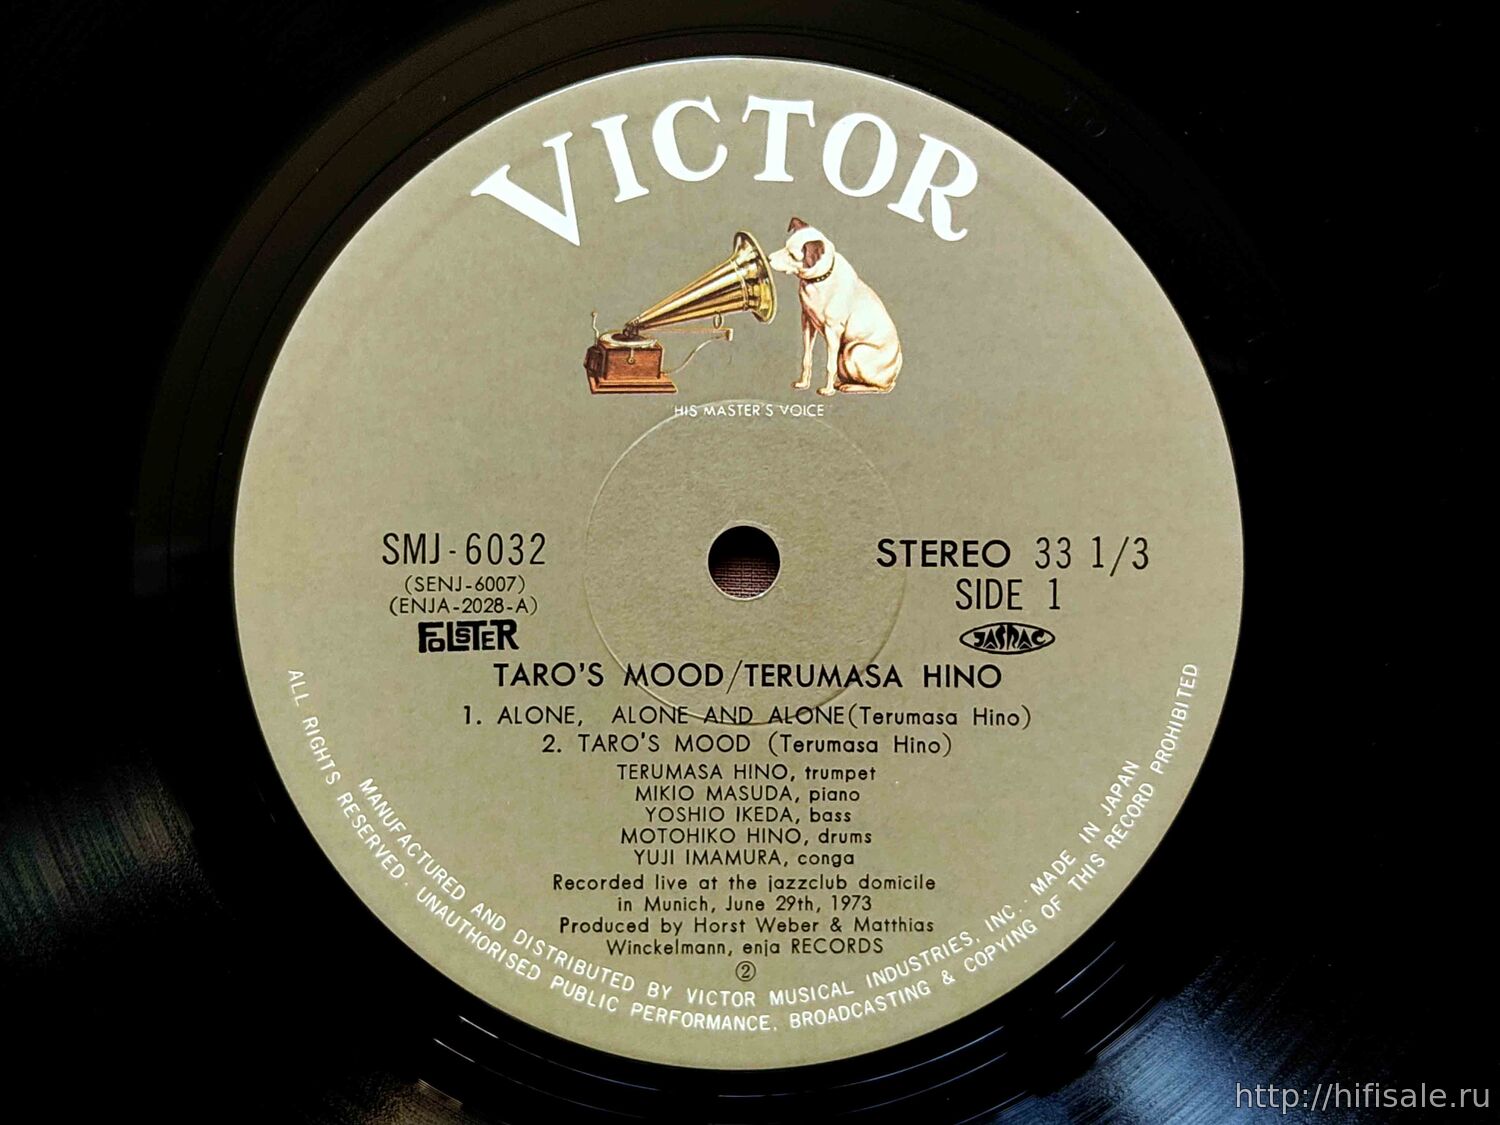 VICTOR
HIS MASTER'S VOICE
SMJ-6032
(SENJ-6007)
(ENJA-2028-A)
FOLSTER
STEREO 33 1/3
SIDE 1
JASRAC
TARO'S MOOD/TERUMASA HINO
1. ALONE, ALONE AND ALONE(Terumasa Hino)
2. TARO'S MOOD (Terumasa Hino)
TERUMASA HINO, trumpet
MIKIO MASUDA, piano
YOSHIO IKEDA, bass
MOTOHIKO HINO, drums
YUJI IMAMURA, conga
Recorded live at the jazzclub domicile
in Munich, June 29th, 1973
Produced by Horst Weber & Matthias
Winckelmann, enja RECORDS
②
MANUFACTURED AND DISTRIBUTED BY VICTOR MUSICAL INDUSTRIES, INC.. MADE IN JAPAN
ALL RIGHTS RESERVED. UNAUTHORISED PUBLIC PERFORMANCE, BROADCASTING & COPYING OF THIS RECORD PROHIBITED
http://hifisale.ru